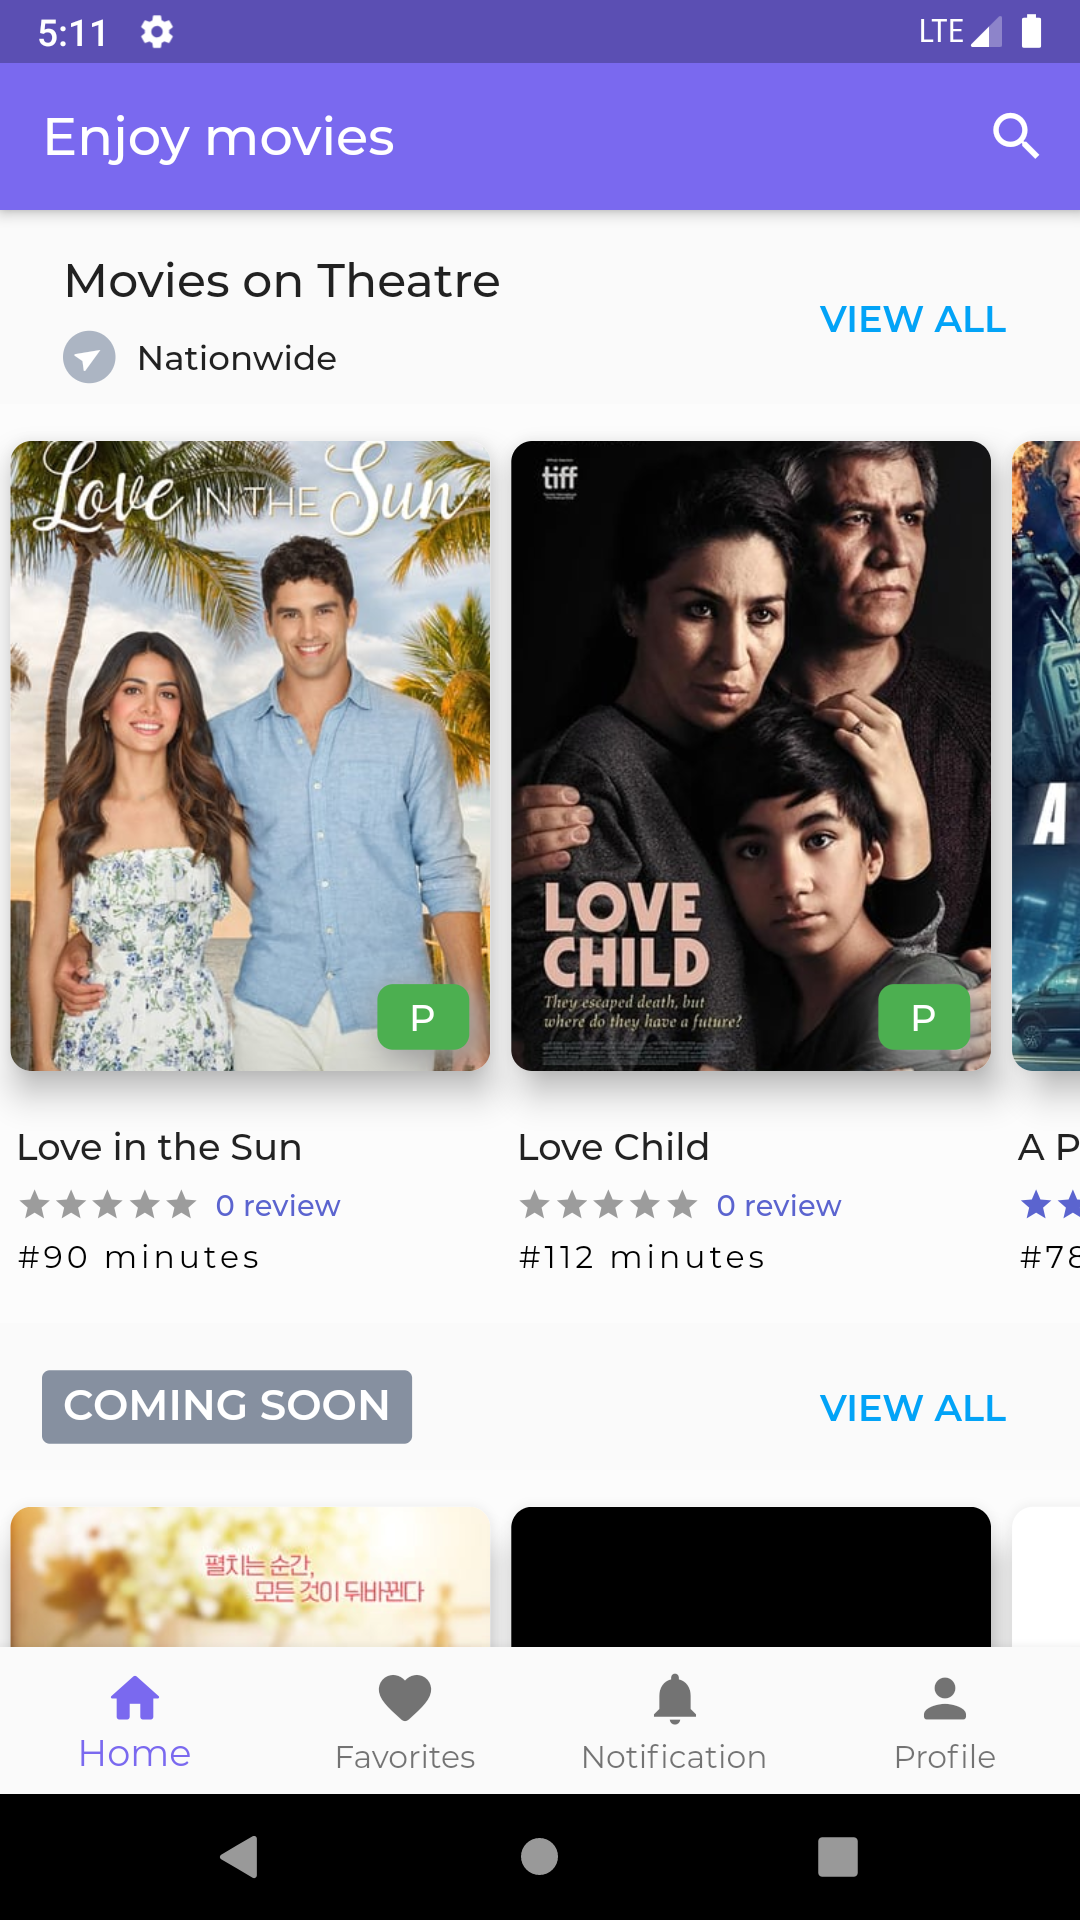 5:11
LTE
Enjoy movies
Movies on Theatre
Nationwide
VIEW ALL
Love IN THE Sun
P
tiff
LOVE
CHILD
They escaped death, but
where do they have a future?
P
A
Love in the Sun
0 review
#90 minutes
Love Child
0 review
#112 minutes
A P
#78
COMING SOON
VIEW ALL
펼치는 순간,
모든 것이 뒤바뀐다
Home
Favorites
Notification
Profile